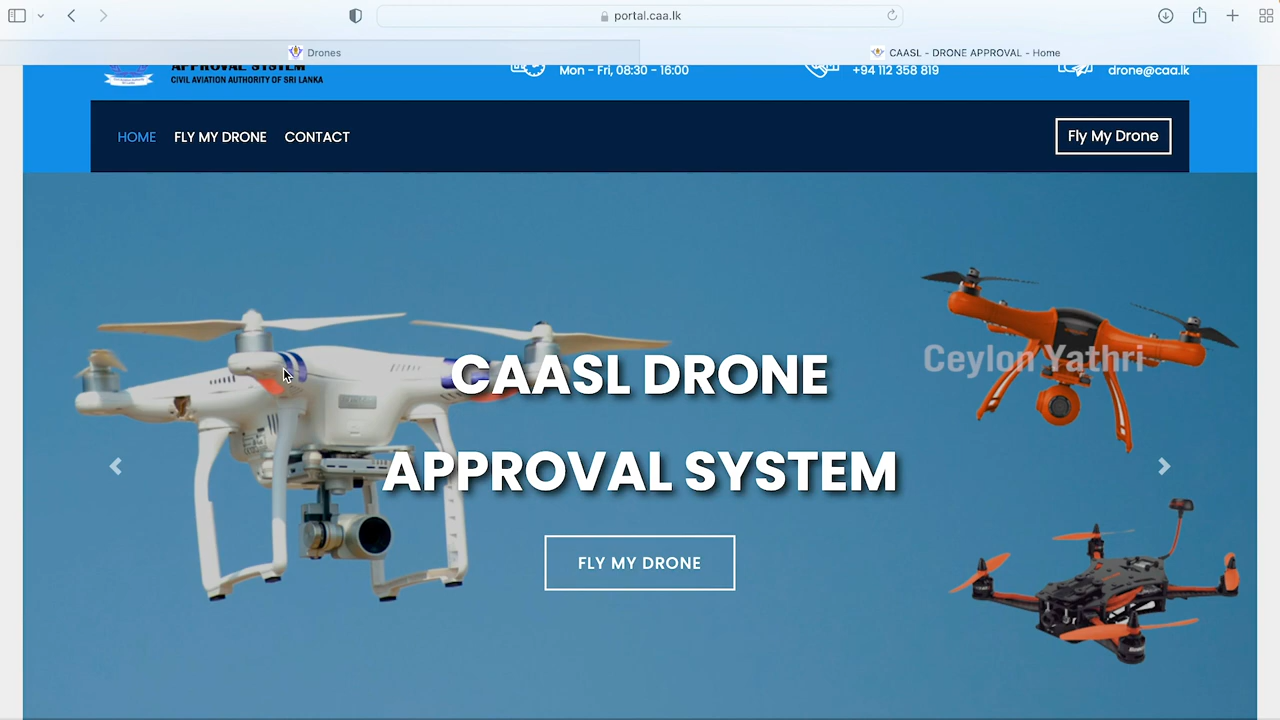 portal.caa.lk
Drones
CAASL - DRONE APPROVAL - Home
APPROVAL SYSTEM
CIVIL AVIATION AUTHORITY OF SRI LANKA
Mon - Fri, 08:30 - 16:00
+94 112 358 819
drone@caa.lk
HOME
FLY MY DRONE
CONTACT
Fly My Drone
CAASL DRONE
APPROVAL SYSTEM
Ceylon Yathri
FLY MY DRONE